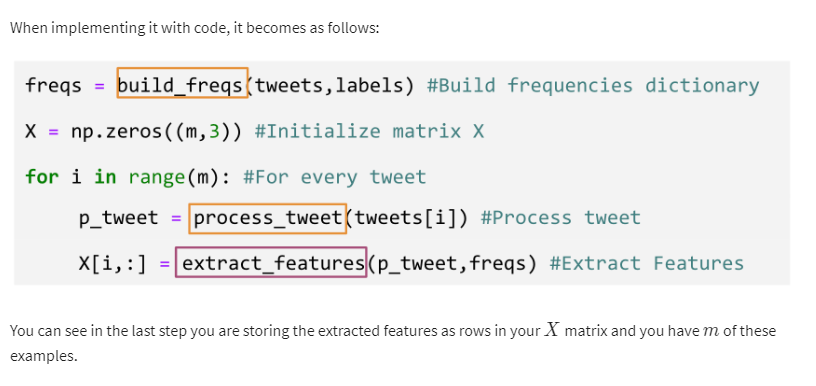 When implementing it with code, it becomes as follows:
freqs = build_freqs(tweets,labels) #Build frequencies dictionary
X = np.zeros((m,3)) #Initialize matrix X
for i in range(m): #For every tweet
p_tweet = process_tweet(tweets[i]) #Process tweet
X[i,:] = extract_features(p_tweet,freqs) #Extract Features
You can see in the last step you are storing the extracted features as rows in your X matrix and you have m of these
examples.